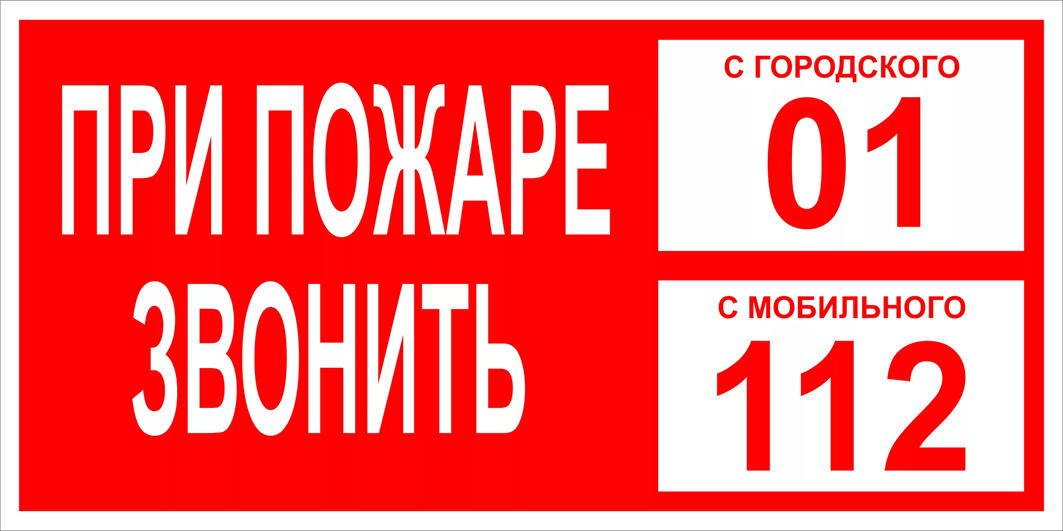 ПРИ ПОЖАРЕ
ЗВОНИТЬ
С ГОРОДСКОГО
01
С МОБИЛЬНОГО
112